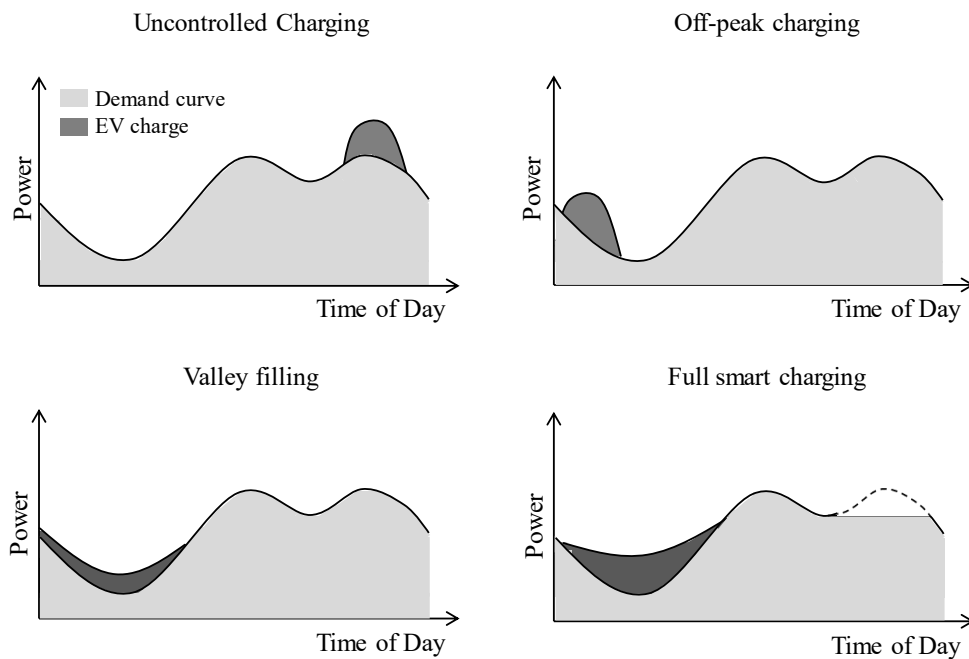 Uncontrolled Charging
Demand curve
EV charge
Power
Time of Day
Off-peak charging
Power
Time of Day
Valley filling
Power
Time of Day
Full smart charging
Power
Time of Day